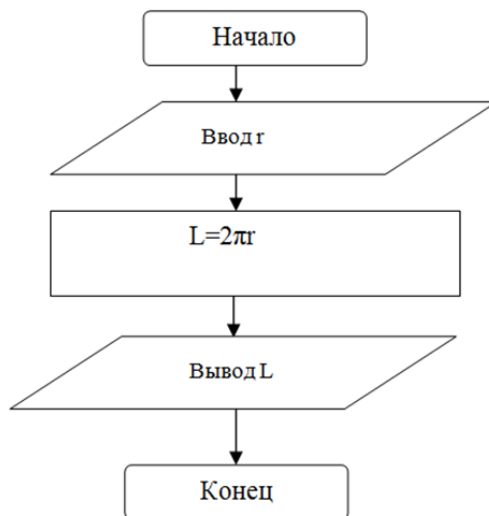 Начало
Ввод r
L=2πr
Вывод L
Конец